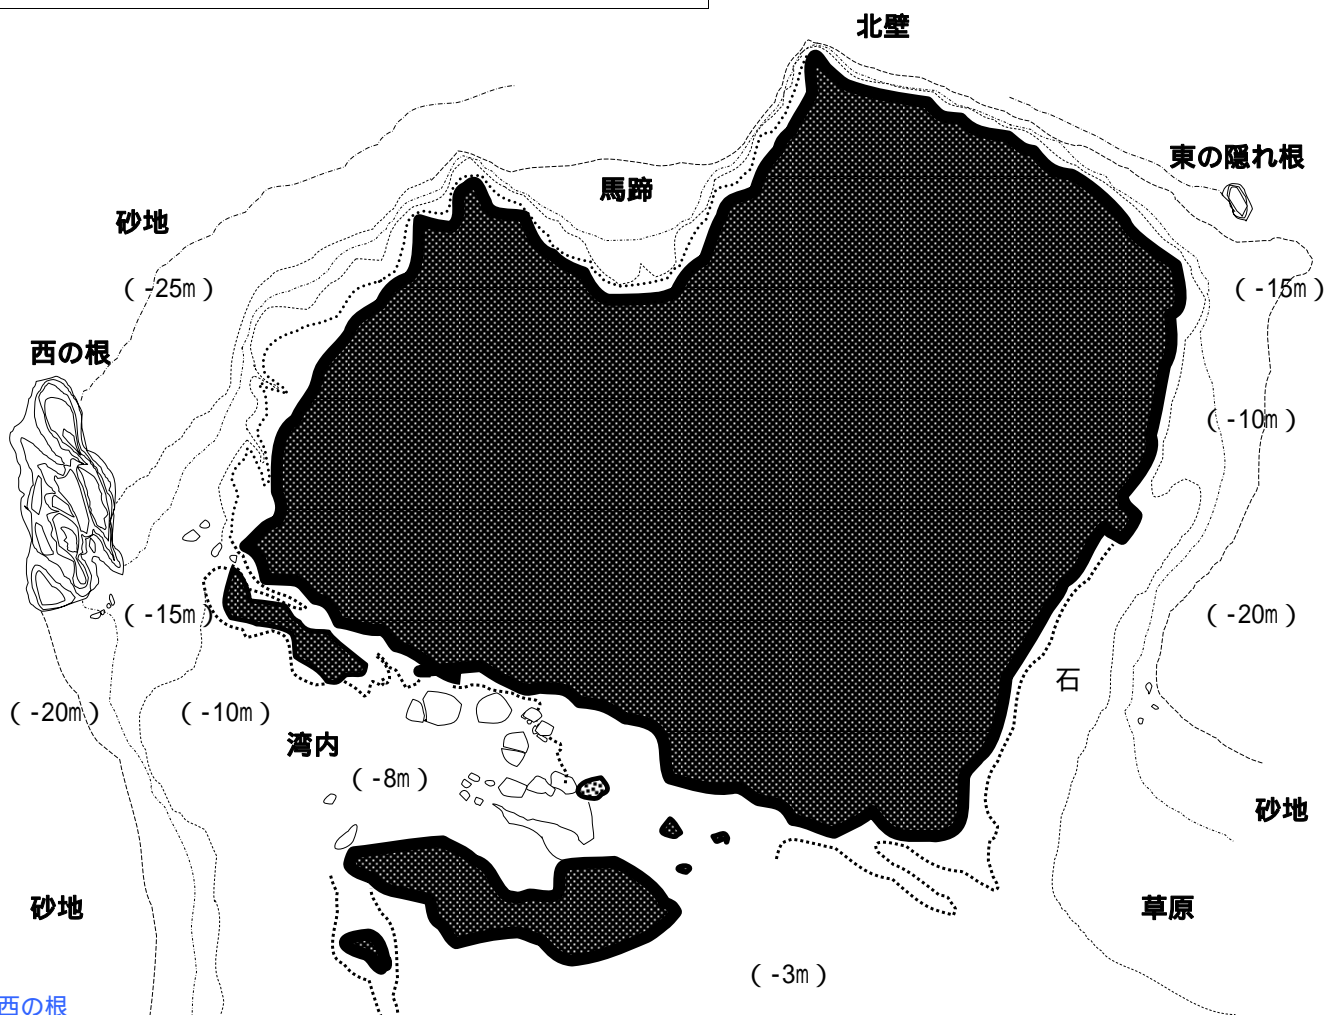 北壁
東の隠れ根
馬蹄
砂地
（-25m）
（-15m）
西の根
（-10m）
（-15m）
（-20m）
石
（-20m）
（-10m）
湾内
（-8m）
砂地
砂地
草原
（-3m）
西の根